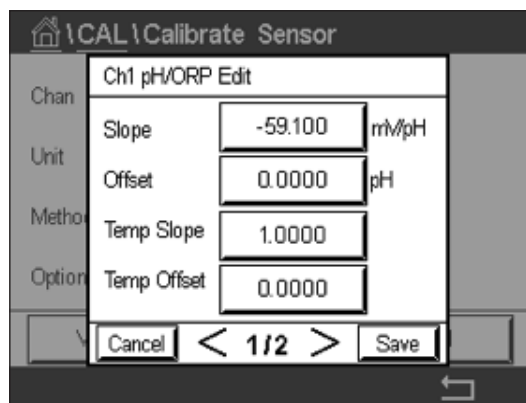 \CAL\Calibrate Sensor
Ch1 pH/ORP Edit
Chan
Slope -59.100 mV/pH
Unit
Offset 0.0000 pH
Temp Slope 1.0000
Option
Temp Offset 0.0000
Cancel < 1/2 > Save